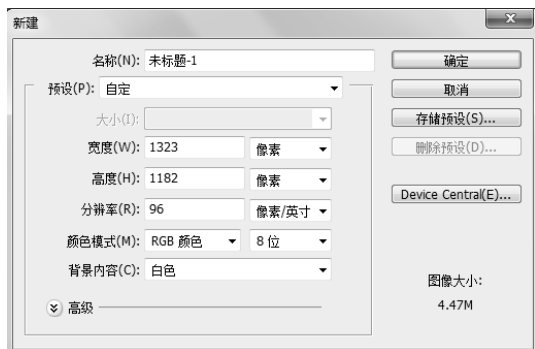 新建
名称(N): 未标题-1
确定
预设(P): 自定
取消
大小(I):
存储预设(S)...
宽度(W): 1323 像素
删除预设(D)...
高度(H): 1182 像素
Device Central(E)...
分辨率(R): 96 像素/英寸
颜色模式(M): RGB 颜色 8 位
背景内容(C): 白色
图像大小:
4.47M
高级